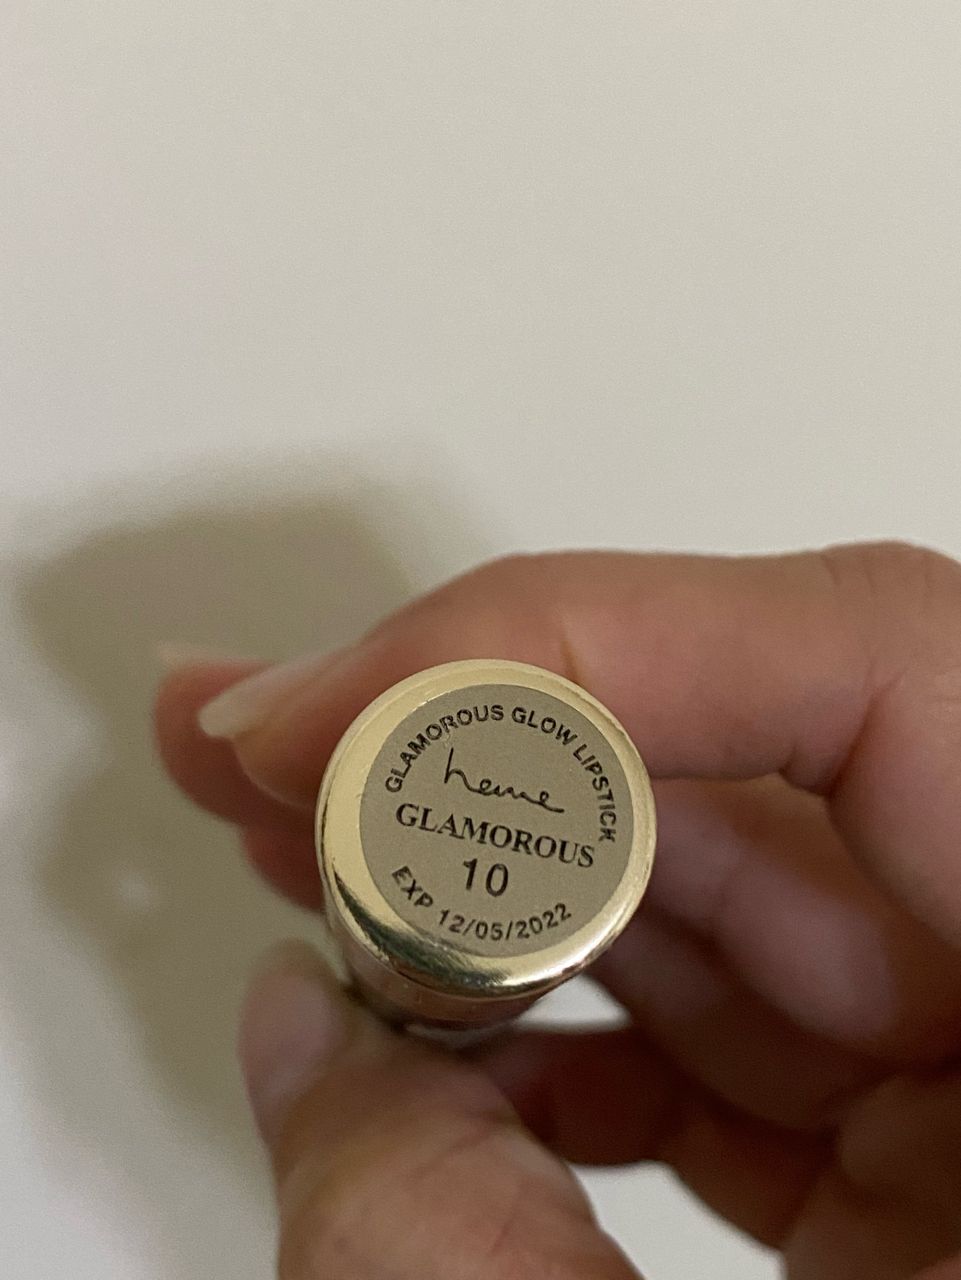 GLAMOROUS GLOW LIPSTICK
heme
GLAMOROUS
10
EXP 12/05/2022